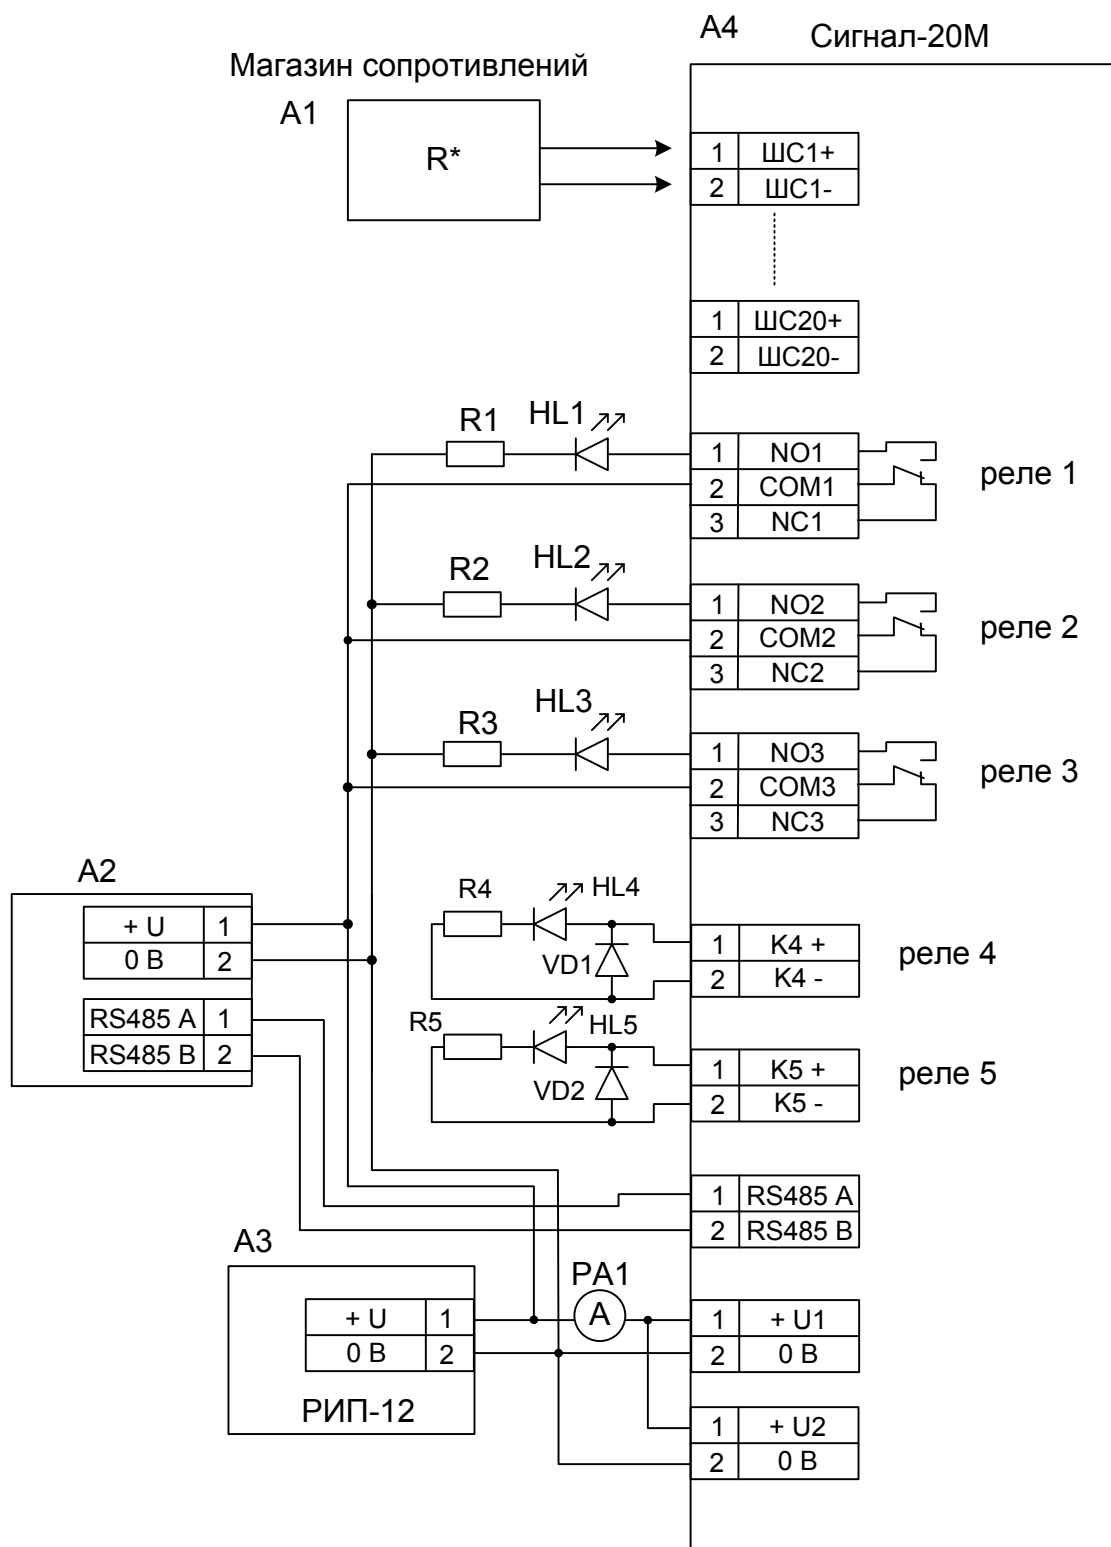 А4
Сигнал-20М
Магазин сопротивлений
А1
R*
1 ШС1+
2 ШС1-
1 ШС20+
2 ШС20-
R1
HL1
1 NO1
2 COM1
3 NC1
реле 1
R2
HL2
1 NO2
2 COM2
3 NC2
реле 2
R3
HL3
1 NO3
2 COM3
3 NC3
реле 3
А2
+ U 1
0 В 2
RS485 A 1
RS485 B 2
R4
HL4
VD1
1 K4 +
2 K4 -
реле 4
R5
HL5
VD2
1 K5 +
2 K5 -
реле 5
1 RS485 A
2 RS485 B
А3
+ U 1
0 В 2
РИП-12
PA1
A
1 + U1
2 0 В
1 + U2
2 0 В